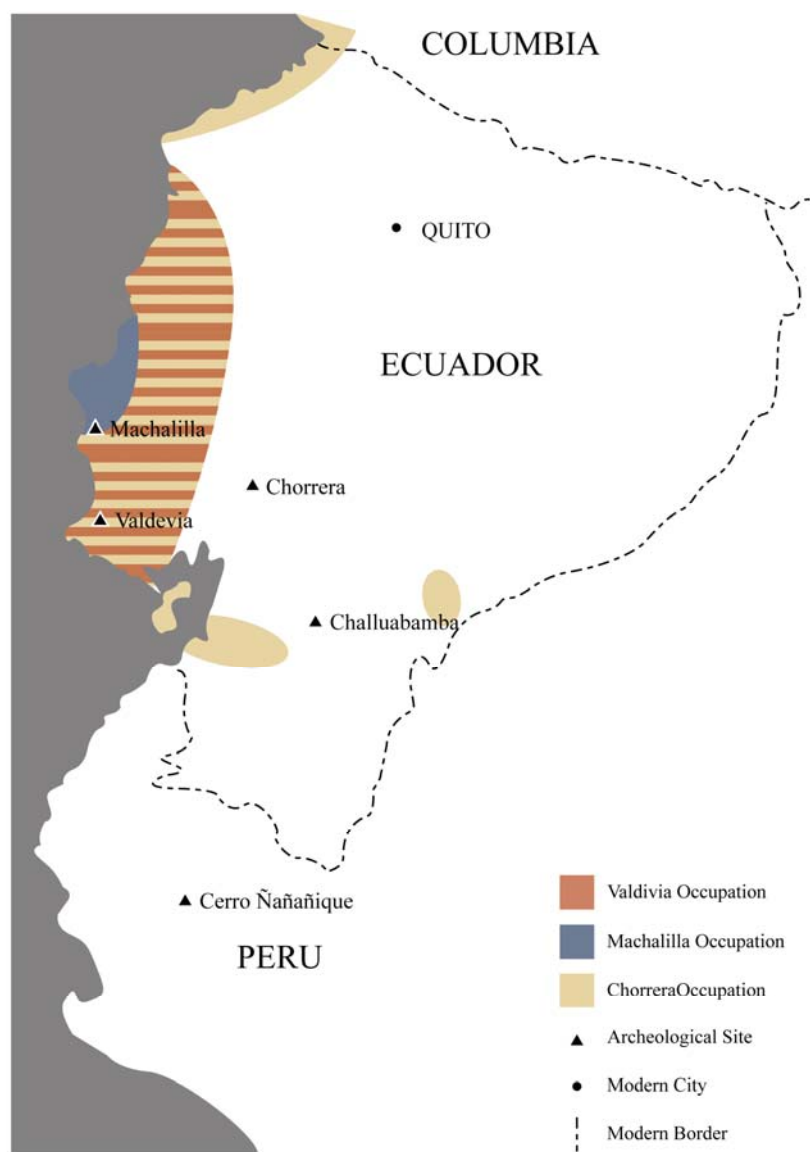 COLUMBIA
QUITO
ECUADOR
Machalilla
Chorrera
Valdevia
Challuabamba
Cerro Ñañañique
PERU
Valdivia Occupation
Machalilla Occupation
ChorreraOccupation
Archeological Site
Modern City
Modern Border